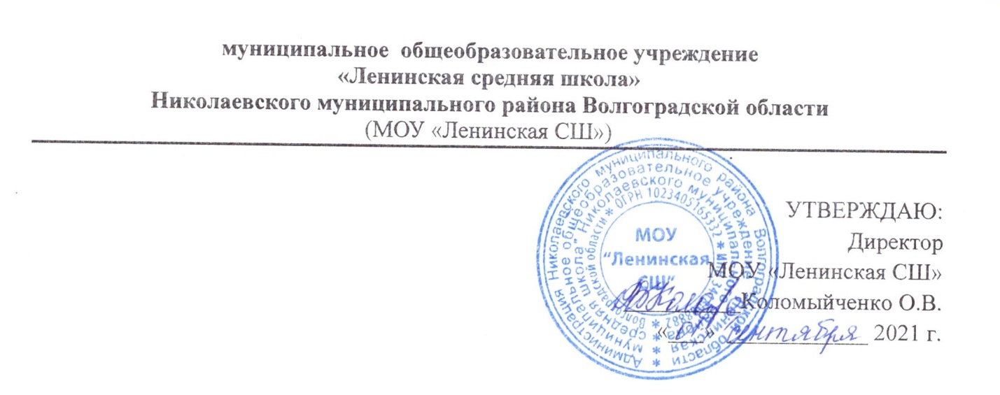 муниципальное общеобразовательное учреждение
«Ленинская средняя школа»
Николаевского муниципального района Волгоградской области
(МОУ «Ленинская СШ»)
УТВЕРЖДАЮ:
Директор
МОУ «Ленинская СШ»
Коломыйченко О.В.
« » сентября 2021 г.
Администрация Николаевского муниципального района Волгоградской области
муниципальное общеобразовательное учреждение "Ленинская
средняя школа" Николаевского муниципального района
Волгоградской области * ОГРН 1023405165332 * ИНН
МОУ
"Ленинская
СШ"